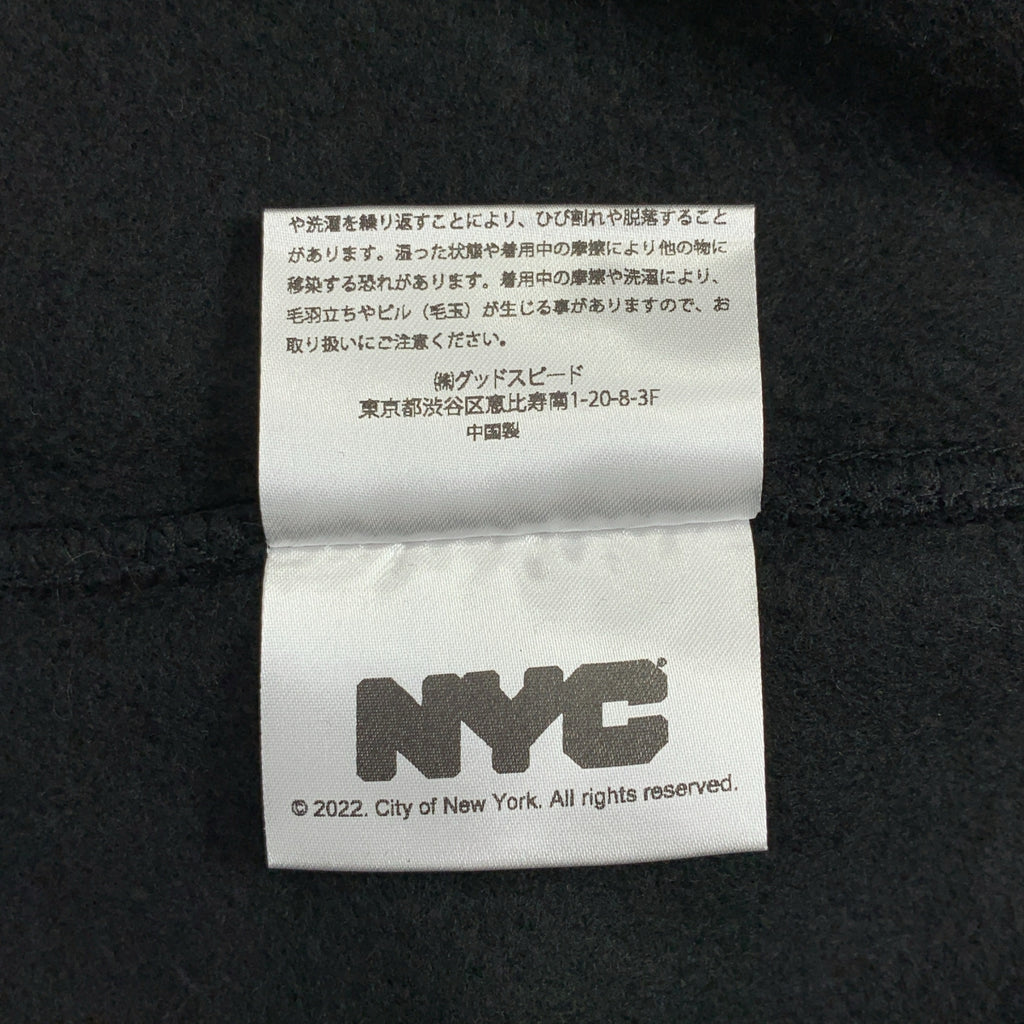 や洗濯を繰り返すことにより、ひび割れや脱落すること
があります。湿った状態や着用中の摩擦により他の物に
移染する恐れがあります。着用中の摩擦や洗濯により、
毛羽立ちやピル（毛玉）が生じる事がありますので、お
取り扱いにご注意ください。
㈱グッドスピード
東京都渋谷区恵比寿南1-20-8-3F
中国製
NYC®
© 2022. City of New York. All rights reserved.